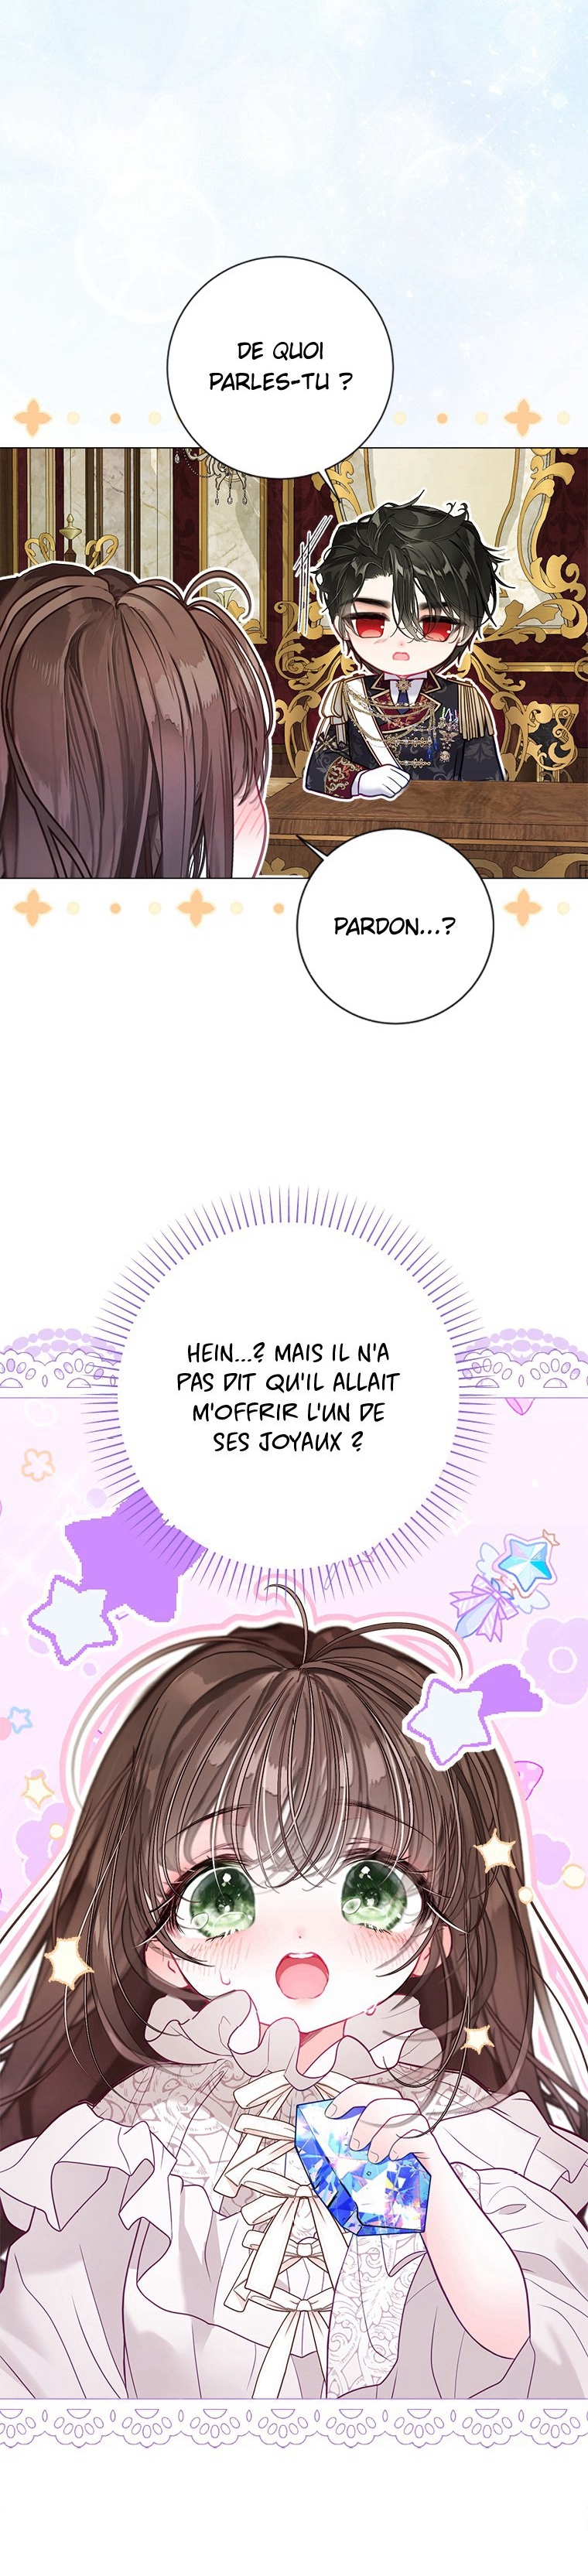 DE QUOI
PARLES-TU ?
PARDON...?
HEIN...? MAIS IL N'A
PAS DIT QU'IL ALLAIT
M'OFFRIR L'UN DE
SES JOYAUX ?